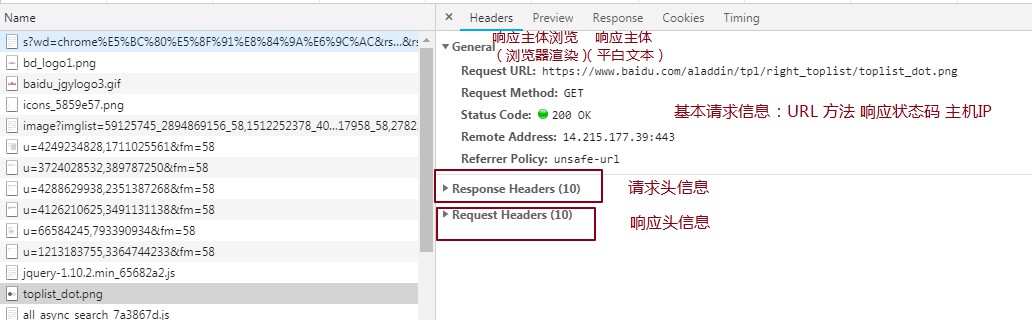 Name
s?wd=chrome%E5%BC%80%E5%8F%91%E8%84%9A%E6%9C%AC&rs...&rs
bd_logo1.png
baidu_jgylogo3.gif
icons_5859e57.png
image?imglist=59125745_2894869156_58,1512252378_40...17958_58,2782
u=4249234828,1711025561&fm=58
u=3724028532,389787250&fm=58
u=4288629938,2351387268&fm=58
u=4126210625,3491131138&fm=58
u=66584245,793390934&fm=58
u=1213183755,3364744233&fm=58
jquery-1.10.2.min_65682a2.js
toplist_dot.png
all_async_search_7a3867d.js
× Headers Preview Response Cookies Timing
General 响应主体浏览 响应主体
（浏览器渲染）（平白文本）
Request URL: https://www.baidu.com/aladdin/tpl/right_toplist/toplist_dot.png
Request Method: GET
Status Code: 200 OK
基本请求信息：URL 方法 响应状态码 主机IP
Remote Address: 14.215.177.39:443
Referrer Policy: unsafe-url
Response Headers (10) 请求头信息
Request Headers (10) 响应头信息